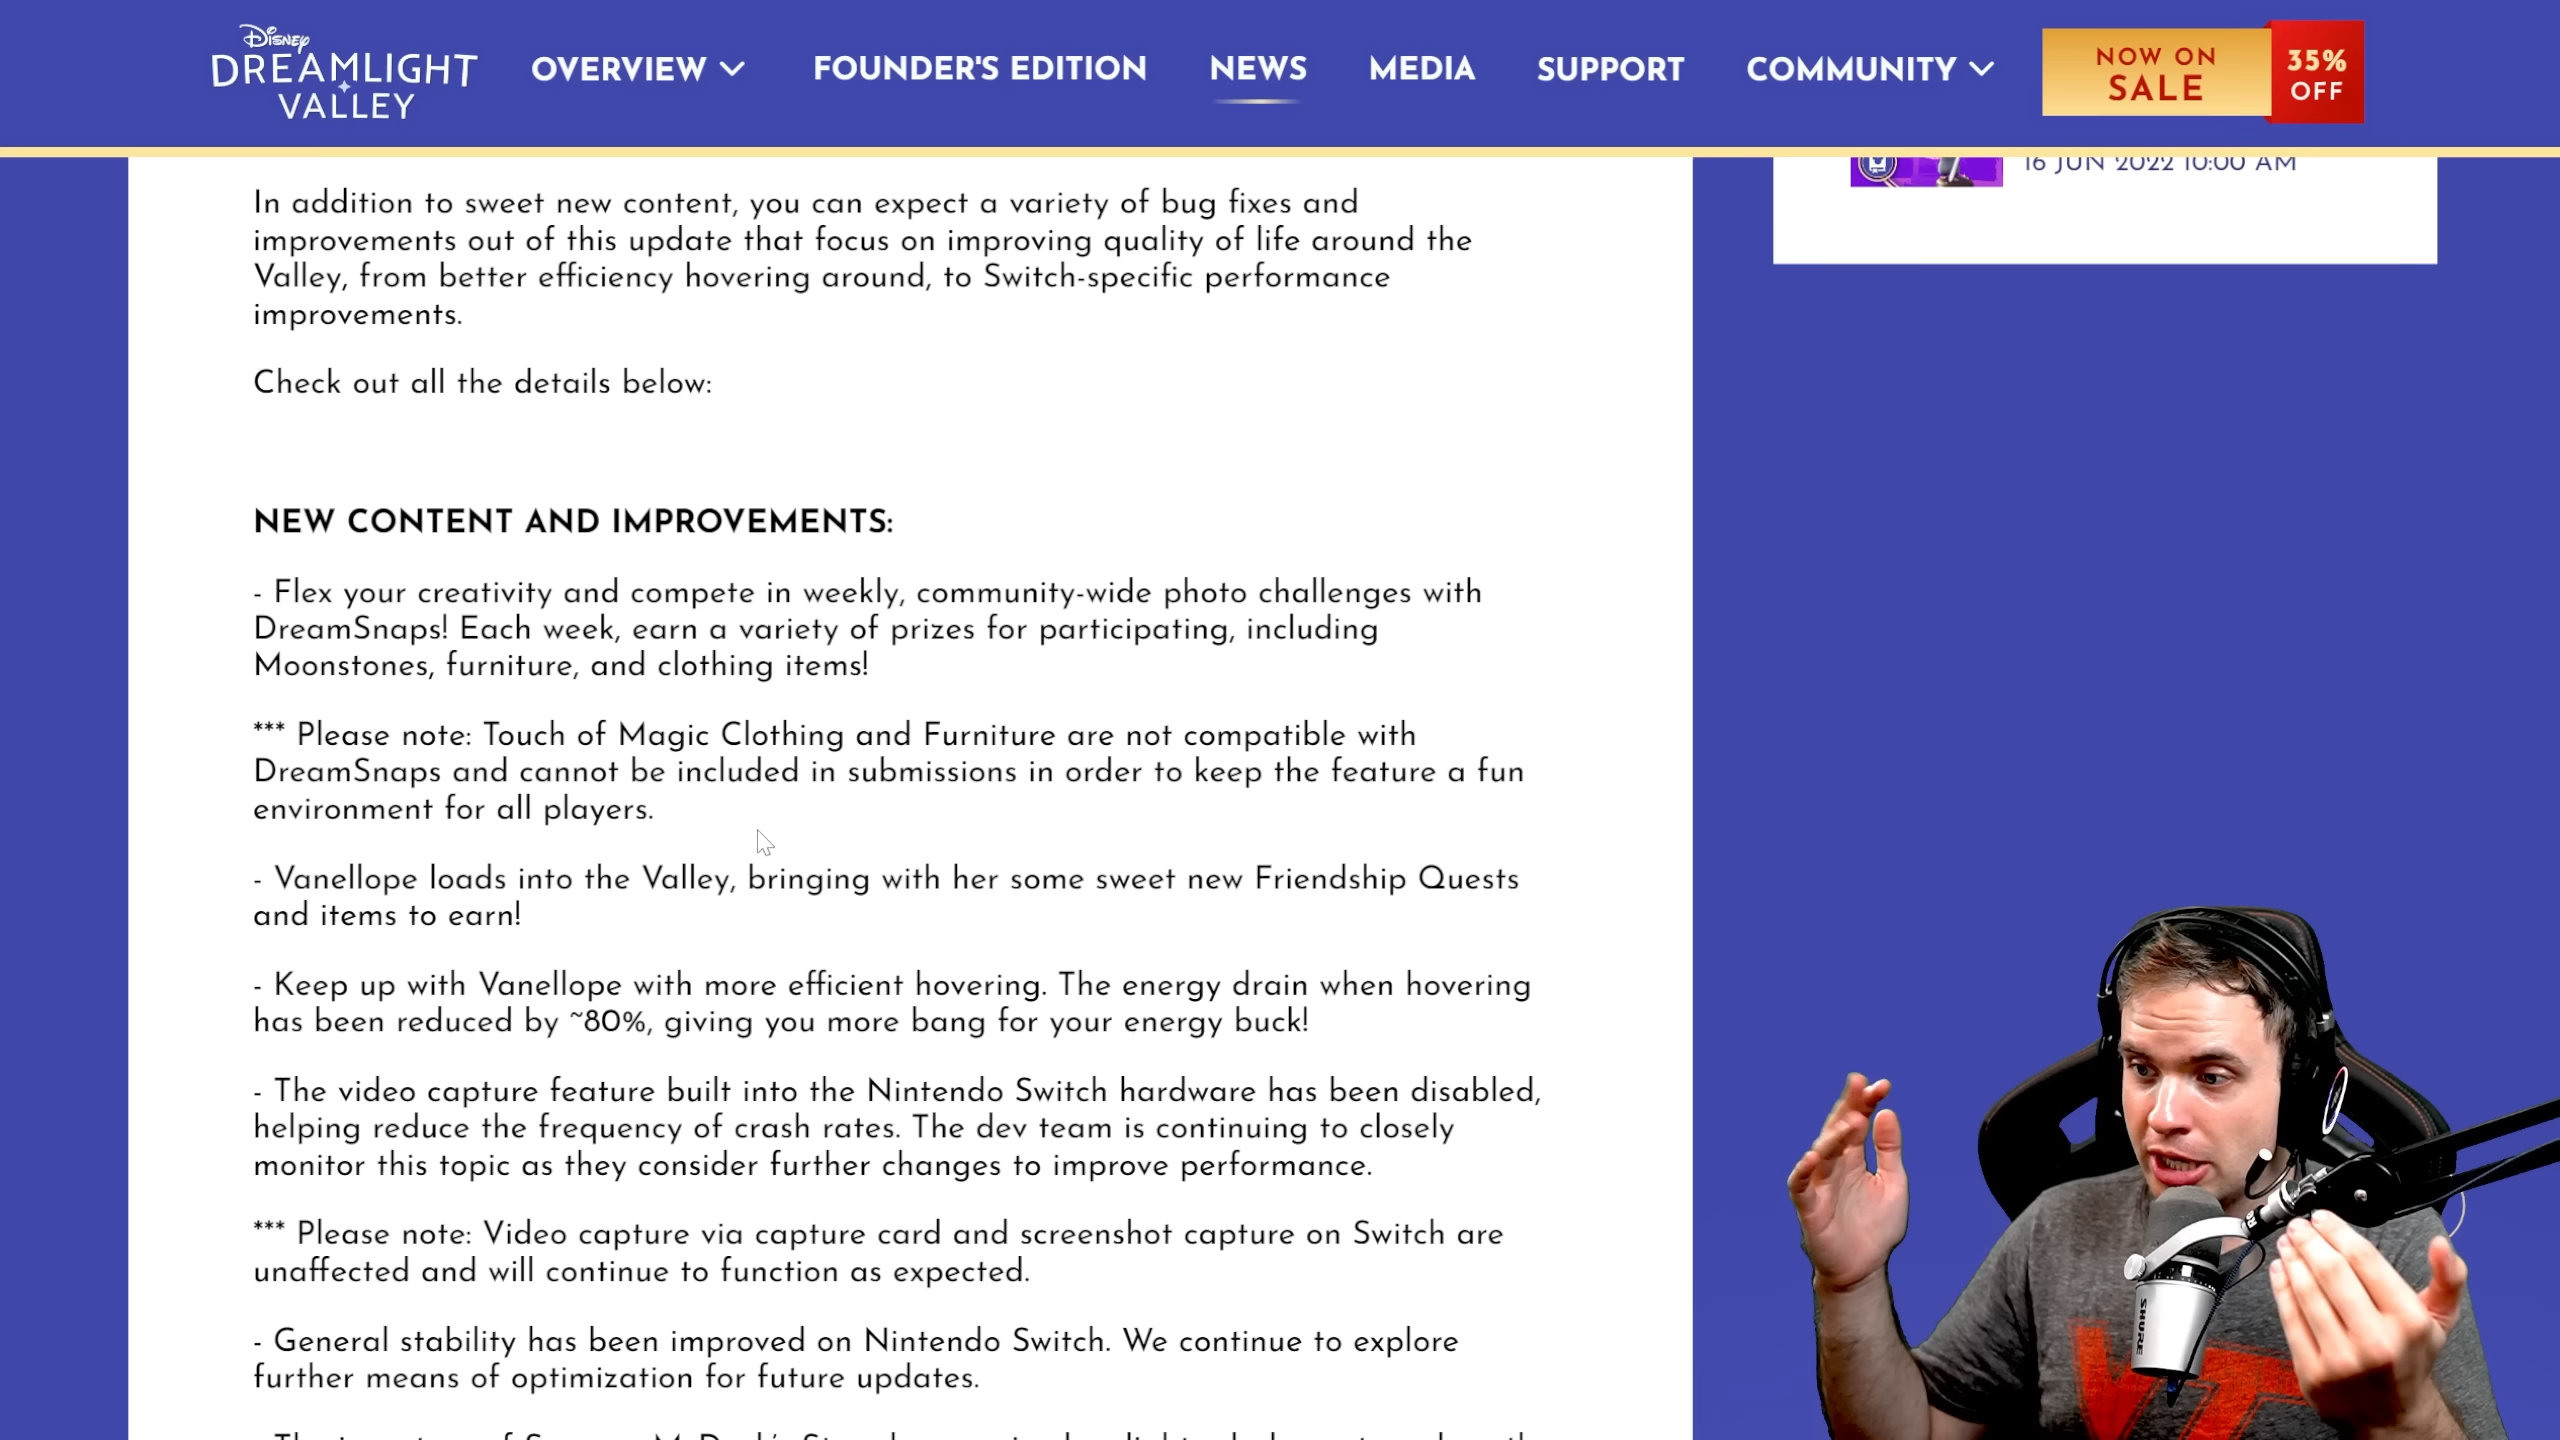 Disney
DREAMLIGHT
VALLEY
OVERVIEW
FOUNDER'S EDITION
NEWS
MEDIA
SUPPORT
COMMUNITY
NOW ON
SALE
35%
OFF
16 JUN 2022 10:00 AM
In addition to sweet new content, you can expect a variety of bug fixes and
improvements out of this update that focus on improving quality of life around the
Valley, from better efficiency hovering around, to Switch-specific performance
improvements.
Check out all the details below:
NEW CONTENT AND IMPROVEMENTS:
- Flex your creativity and compete in weekly, community-wide photo challenges with
DreamSnaps! Each week, earn a variety of prizes for participating, including
Moonstones, furniture, and clothing items!
*** Please note: Touch of Magic Clothing and Furniture are not compatible with
DreamSnaps and cannot be included in submissions in order to keep the feature a fun
environment for all players.
- Vanellope loads into the Valley, bringing with her some sweet new Friendship Quests
and items to earn!
- Keep up with Vanellope with more efficient hovering. The energy drain when hovering
has been reduced by ~80%, giving you more bang for your energy buck!
- The video capture feature built into the Nintendo Switch hardware has been disabled,
helping reduce the frequency of crash rates. The dev team is continuing to closely
monitor this topic as they consider further changes to improve performance.
*** Please note: Video capture via capture card and screenshot capture on Switch are
unaffected and will continue to function as expected.
- General stability has been improved on Nintendo Switch. We continue to explore
further means of optimization for future updates.
SHURE